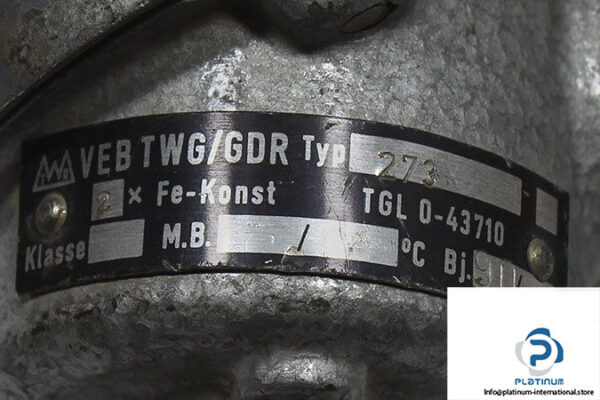 VEB TWG/GDR Typ 273
2 x Fe-Konst TGL 0-43710
Klasse M.B. / °C Bj.
PLATINUM
Info@platinum-international.store